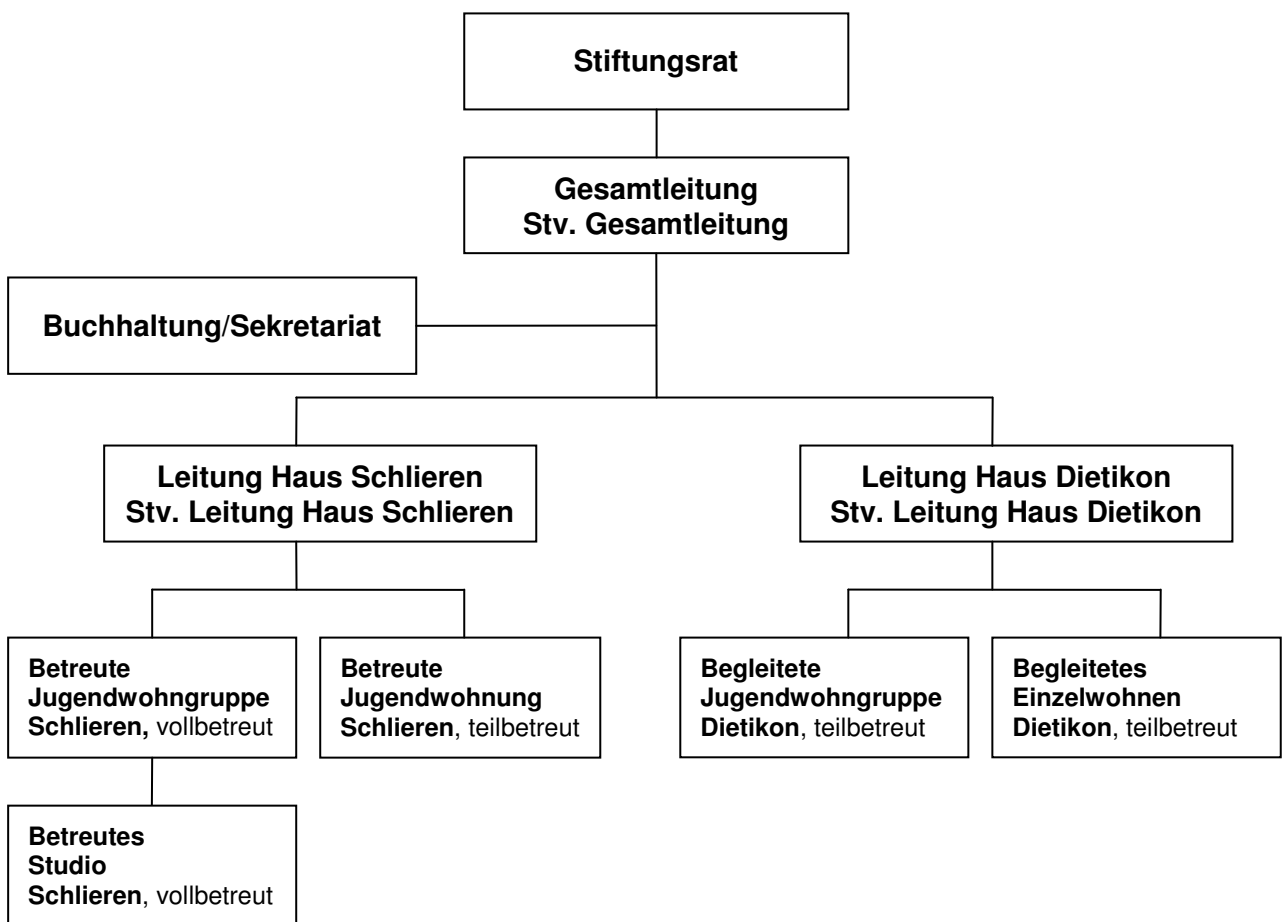 Stiftungsrat
Gesamtleitung
Stv. Gesamtleitung
Buchhaltung/Sekretariat
Leitung Haus Schlieren
Stv. Leitung Haus Schlieren
Leitung Haus Dietikon
Stv. Leitung Haus Dietikon
Betreute
Jugendwohngruppe
Schlieren, vollbetreut
Betreute
Jugendwohnung
Schlieren, teilbetreut
Begleitete
Jugendwohngruppe
Dietikon, teilbetreut
Begleitetes
Einzelwohnen
Dietikon, teilbetreut
Betreutes
Studio
Schlieren, vollbetreut